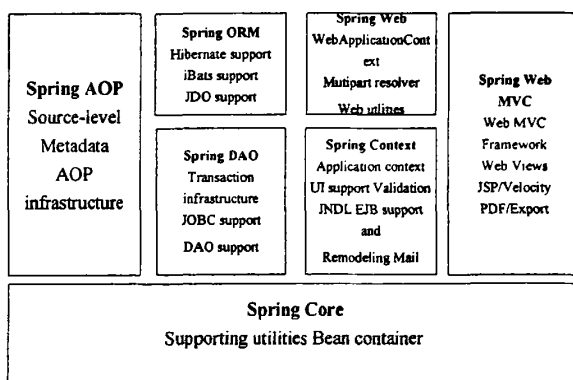 Spring AOP
Source-level
Metadata
AOP
infrastructure
Spring ORM
Hibernate support
iBats support
JDO support
Spring DAO
Transaction
infrastructure
JOBC support
DAO support
Spring Web
WebApplicationCont
ext
Mutipart resolver
Web utilities
Spring Context
Application context
UI support Validation
JNDL EJB support
and
Remodeling Mail
Spring Web
MVC
Web MVC
Framework
Web Views
JSP/Velocity
PDF/Export
Spring Core
Supporting utilities Bean container